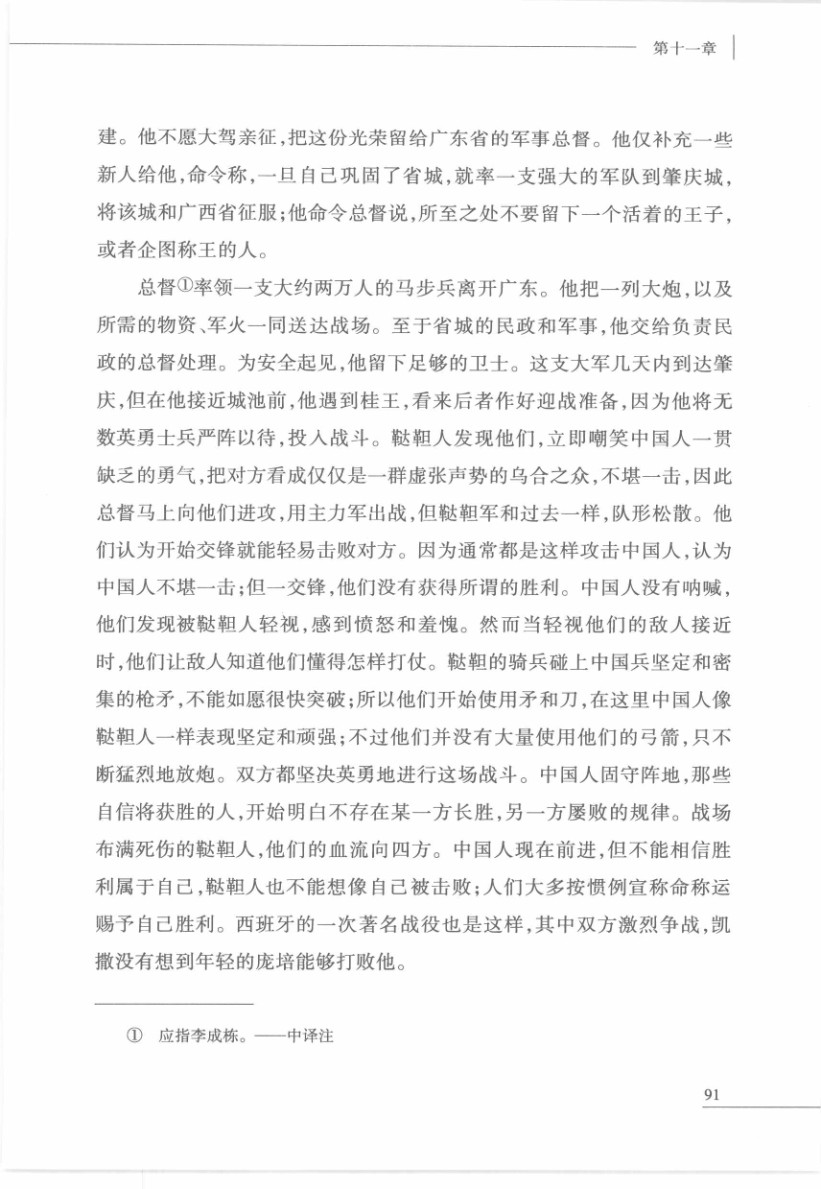 第十一章
建。他不愿大驾亲征,把这份光荣留给广东省的军事总督。他仅补充一些
新人给他,命令称,一旦自己巩固了省城,就率一支强大的军队到肇庆城,
将该城和广西省征服;他命令总督说,所至之处不要留下一个活着的王子,
或者企图称王的人。
总督①率领一支大约两万人的马步兵离开广东。他把一列大炮,以及
所需的物资、军火一同送达战场。至于省城的民政和军事,他交给负责民
政的总督处理。为安全起见,他留下足够的卫士。这支大军几天内到达肇
庆,但在他接近城池前,他遇到桂王,看来后者作好迎战准备,因为他将无
数英勇士兵严阵以待,投入战斗。鞑靼人发现他们,立即嘲笑中国人一贯
缺乏的勇气,把对方看成仅仅是一群虚张声势的乌合之众,不堪一击,因此
总督马上向他们进攻,用主力军出战,但鞑靼军和过去一样,队形松散。他
们认为开始交锋就能轻易击败对方。因为通常都是这样攻击中国人,认为
中国人不堪一击;但一交锋,他们没有获得所谓的胜利。中国人没有呐喊,
他们发现被鞑靼人轻视,感到愤怒和羞愧。然而当轻视他们的敌人接近
时,他们让敌人知道他们懂得怎样打仗。鞑靼的骑兵碰上中国兵坚定和密
集的枪矛,不能如愿很快突破;所以他们开始使用矛和刀,在这里中国人像
鞑靼人一样表现坚定和顽强;不过他们并没有大量使用他们的弓箭,只不
断猛烈地放炮。双方都坚决英勇地进行这场战斗。中国人固守阵地,那些
自信将获胜的人,开始明白不存在某一方长胜,另一方屡败的规律。战场
布满死伤的鞑靼人,他们的血流向四方。中国人现在前进,但不能相信胜
利属于自己,鞑靼人也不能想像自己被击败;人们大多按惯例宣称命称运
赐予自己胜利。西班牙的一次著名战役也是这样,其中双方激烈争战,凯
撒没有想到年轻的庞培能够打败他。
① 应指李成栋。——中译注
91